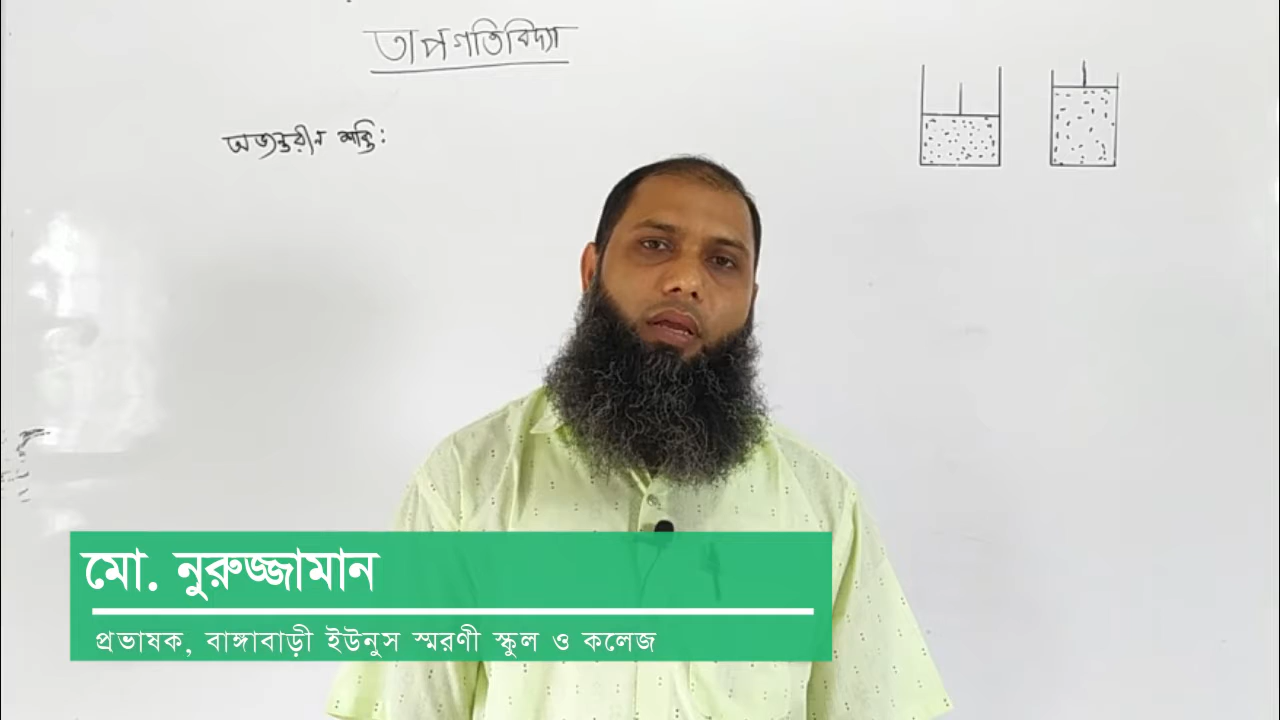 তাপগতিবিদ্যা
অভ্যন্তরীন শক্তি:
মো. নুরুজ্জামান
প্রভাষক, বাঙ্গাবাড়ী ইউনুস স্মরণী স্কুল ও কলেজ